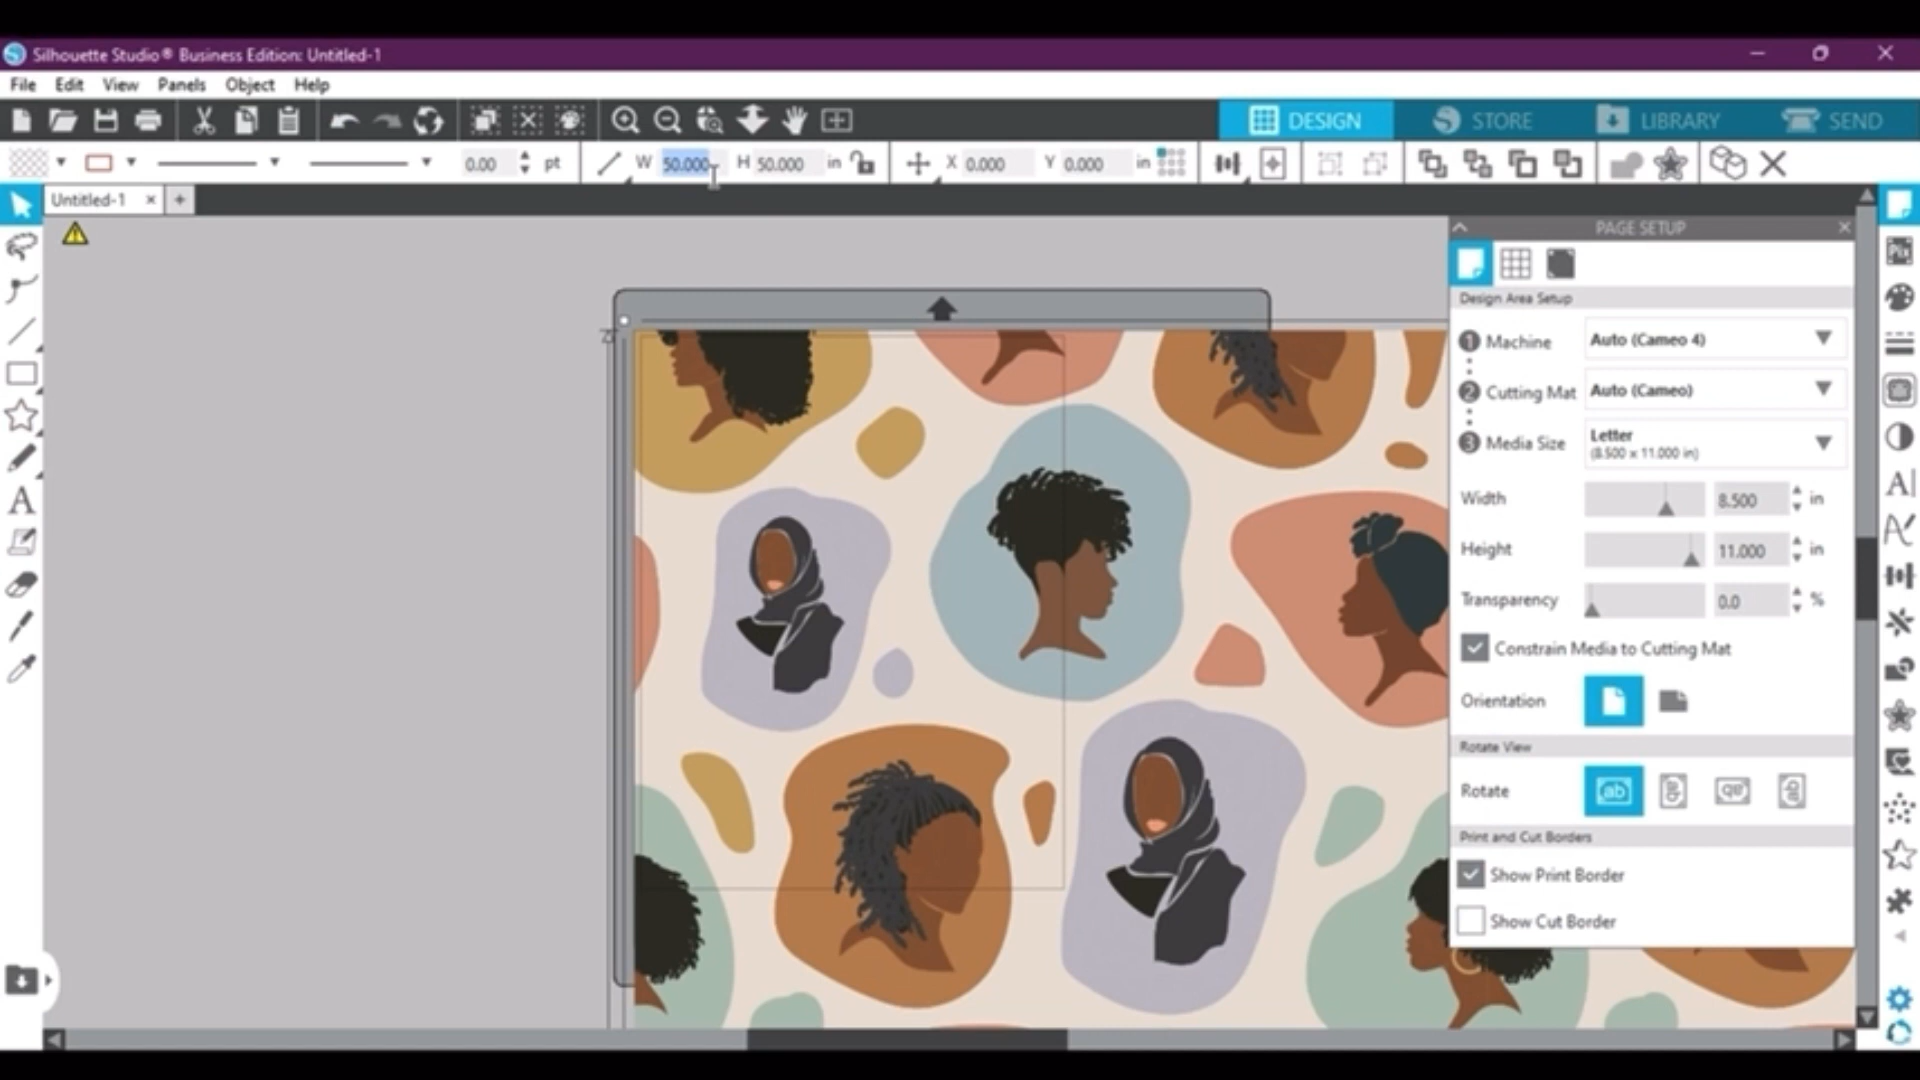 Silhouette Studio® Business Edition: Untitled-1
File Edit View Panels Object Help
DESIGN STORE LIBRARY SEND
0.00 pt W 50.000 H 50.000 in X 0.000 Y 0.000 in
Untitled-1
PAGE SETUP
Pix
Design Area Setup
1 Machine Auto (Cameo 4)
2 Cutting Mat Auto (Cameo)
3 Media Size Letter
(8.500 x 11.000 in)
Width 8.500 in
Height 11.000 in
Transparency 0.0 %
Constrain Media to Cutting Mat
Orientation
Rotate View
Rotate ab ab ab ab
Print and Cut Borders
Show Print Border
Show Cut Border